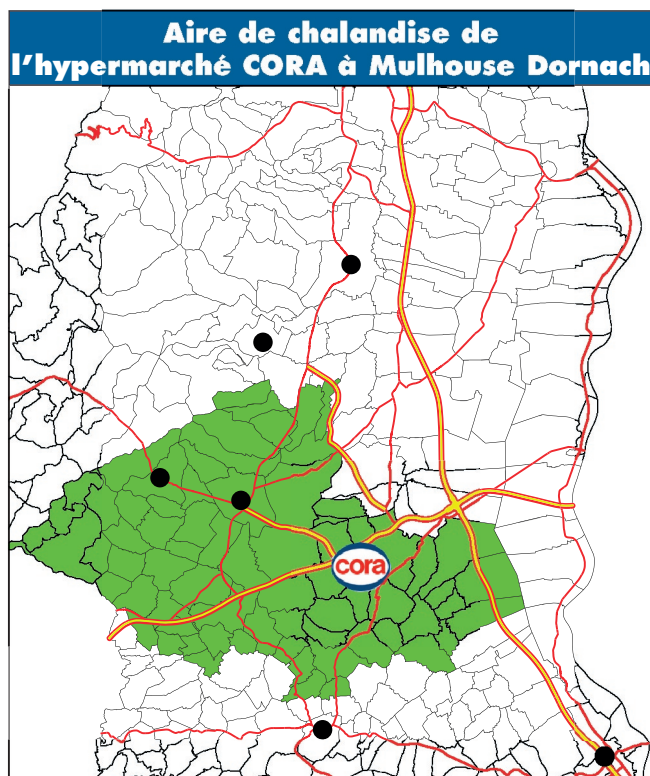 Aire de chalandise de
l'hypermarché CORA à Mulhouse Dornach
cora